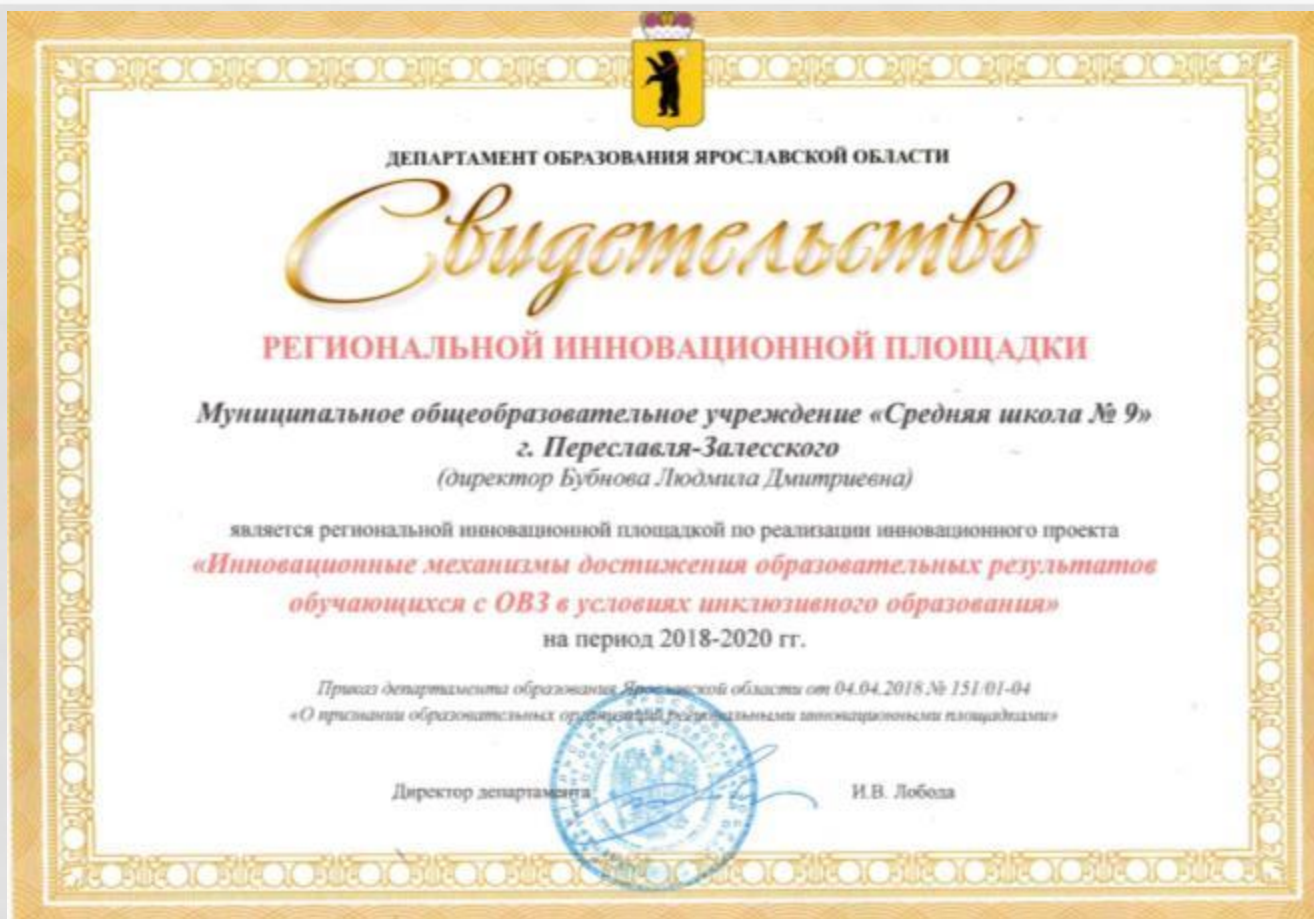 ДЕПАРТАМЕНТ ОБРАЗОВАНИЯ ЯРОСЛАВСКОЙ ОБЛАСТИ
Свидетельство
РЕГИОНАЛЬНОЙ ИННОВАЦИОННОЙ ПЛОЩАДКИ
Муниципальное общеобразовательное учреждение «Средняя школа № 9»
г. Переславля-Залесского
(директор Бубнова Людмила Дмитриевна)
является региональной инновационной площадкой по реализации инновационного проекта
«Инновационные механизмы достижения образовательных результатов
обучающихся с ОВЗ в условиях инклюзивного образования»
на период 2018-2020 гг.
Приказ департамента образования Ярославской области от 04.04.2018 № 151/01-04
«О признании образовательных организаций региональными инновационными площадками»
Директор департамента
И.В. Лобода